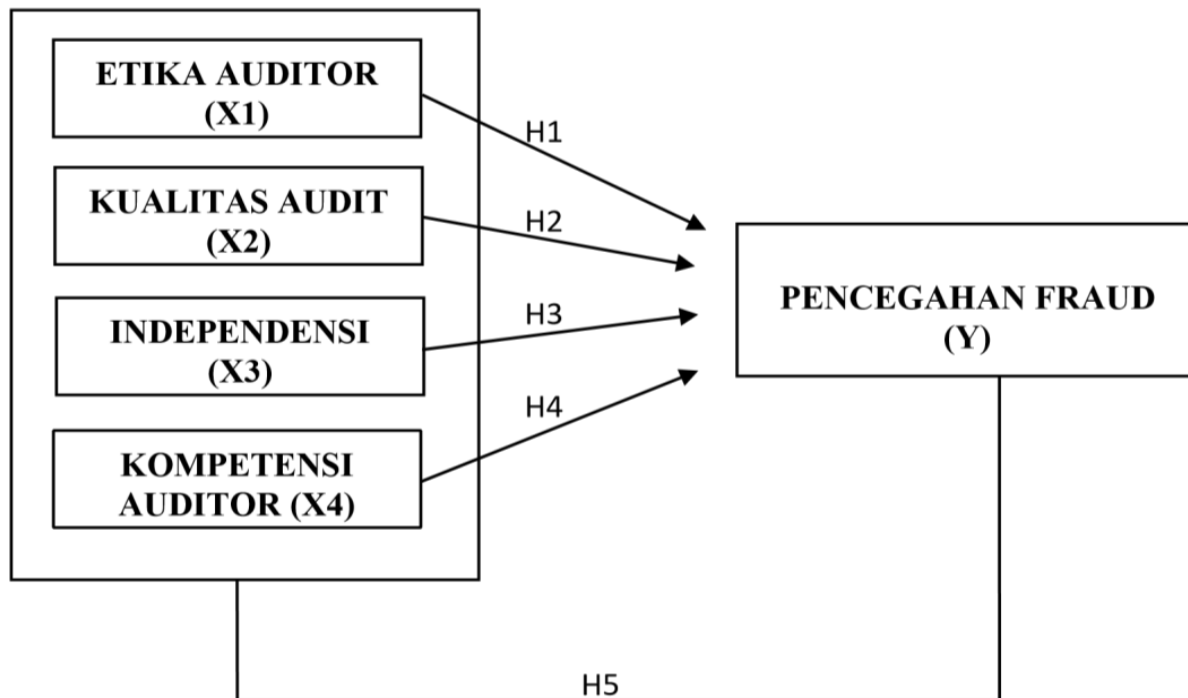 ETIKA AUDITOR
(X1)
KUALITAS AUDIT
(X2)
INDEPENDENSI
(X3)
KOMPETENSI
AUDITOR (X4)
H1
H2
H3
H4
PENCEGAHAN FRAUD
(Y)
H5